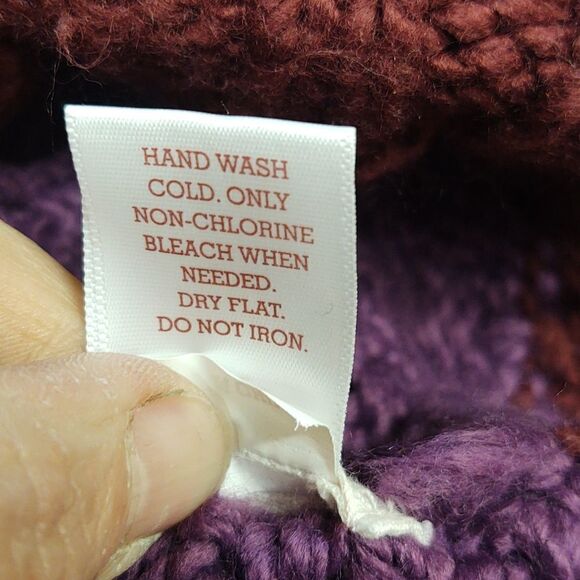 HAND WASH
COLD. ONLY
NON-CHLORINE
BLEACH WHEN
NEEDED.
DRY FLAT.
DO NOT IRON.